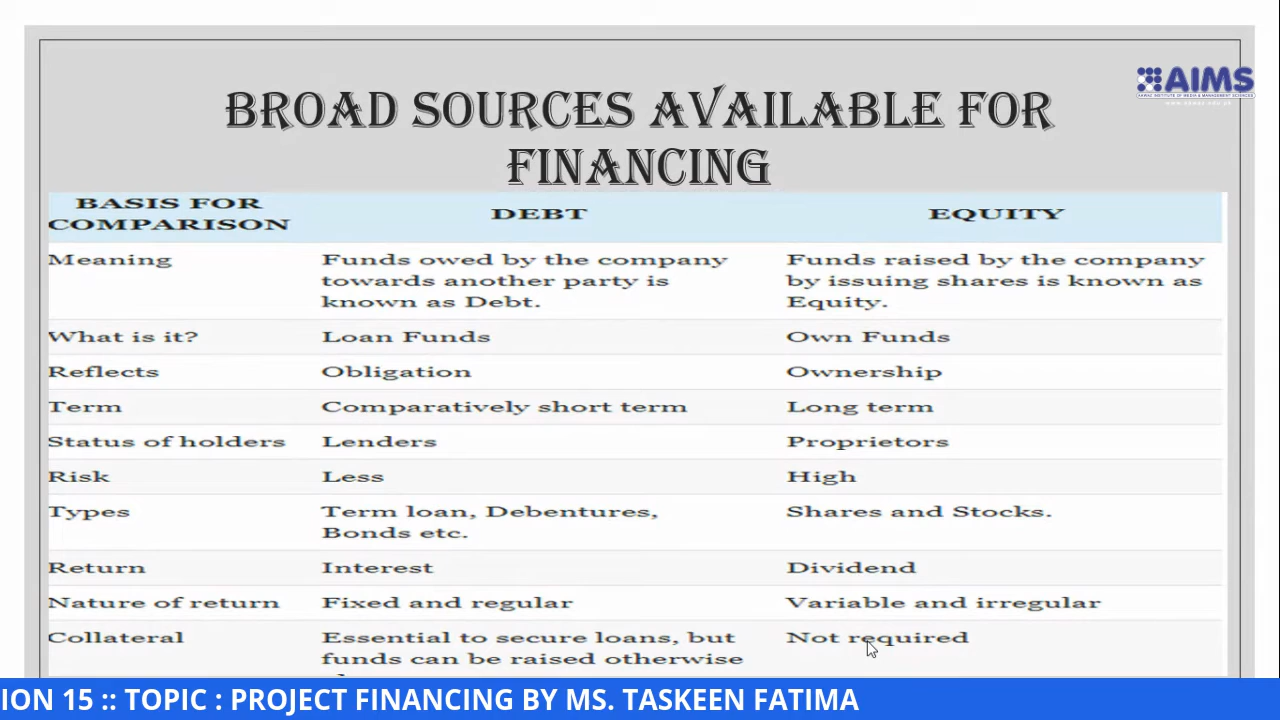 AIMS
BROAD SOURCES AVAILABLE FOR
FINANCING
BASIS FOR
COMPARISON
DEBT
EQUITY
Meaning
Funds owed by the company
towards another party is
known as Debt.
Funds raised by the company
by issuing shares is known as
Equity.
What is it?
Loan Funds
Own Funds
Reflects
Obligation
Ownership
Term
Comparatively short term
Long term
Status of holders
Lenders
Proprietors
Risk
Less
High
Types
Term loan, Debentures,
Bonds etc.
Shares and Stocks.
Return
Interest
Dividend
Nature of return
Fixed and regular
Variable and irregular
Collateral
Essential to secure loans, but
funds can be raised otherwise
Not required
ION 15 :: TOPIC : PROJECT FINANCING BY MS. TASKEEN FATIMA